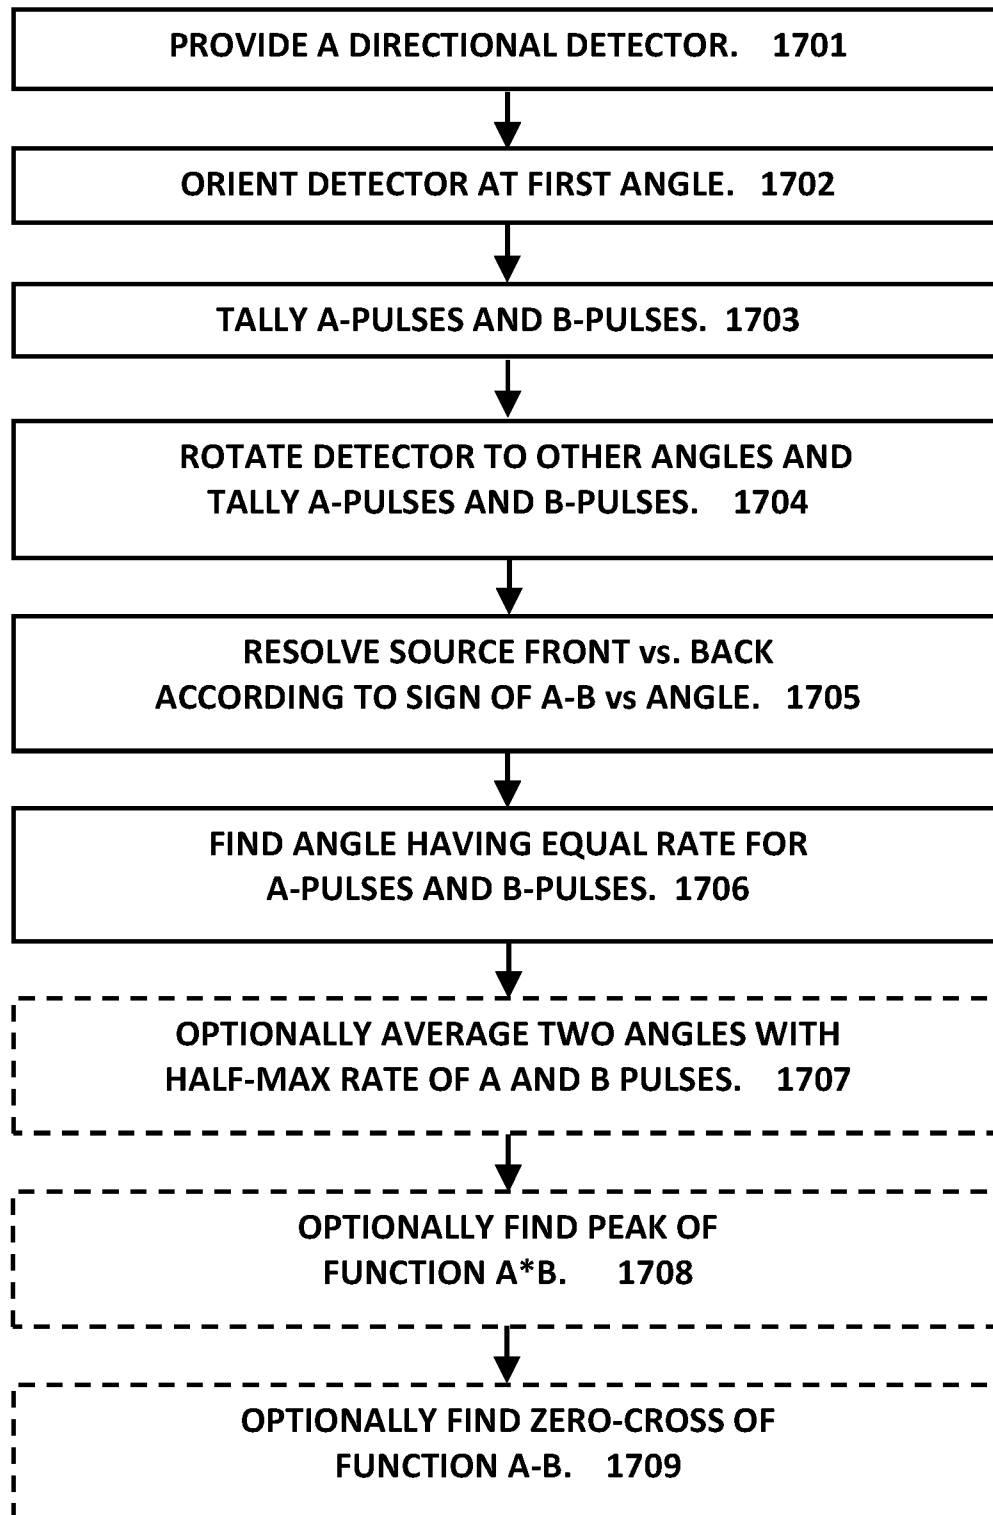 PROVIDE A DIRECTIONAL DETECTOR. 1701
ORIENT DETECTOR AT FIRST ANGLE. 1702
TALLY A-PULSES AND B-PULSES. 1703
ROTATE DETECTOR TO OTHER ANGLES AND
TALLY A-PULSES AND B-PULSES. 1704
RESOLVE SOURCE FRONT vs. BACK
ACCORDING TO SIGN OF A-B vs ANGLE. 1705
FIND ANGLE HAVING EQUAL RATE FOR
A-PULSES AND B-PULSES. 1706
OPTIONALLY AVERAGE TWO ANGLES WITH
HALF-MAX RATE OF A AND B PULSES. 1707
OPTIONALLY FIND PEAK OF
FUNCTION A*B. 1708
OPTIONALLY FIND ZERO-CROSS OF
FUNCTION A-B. 1709